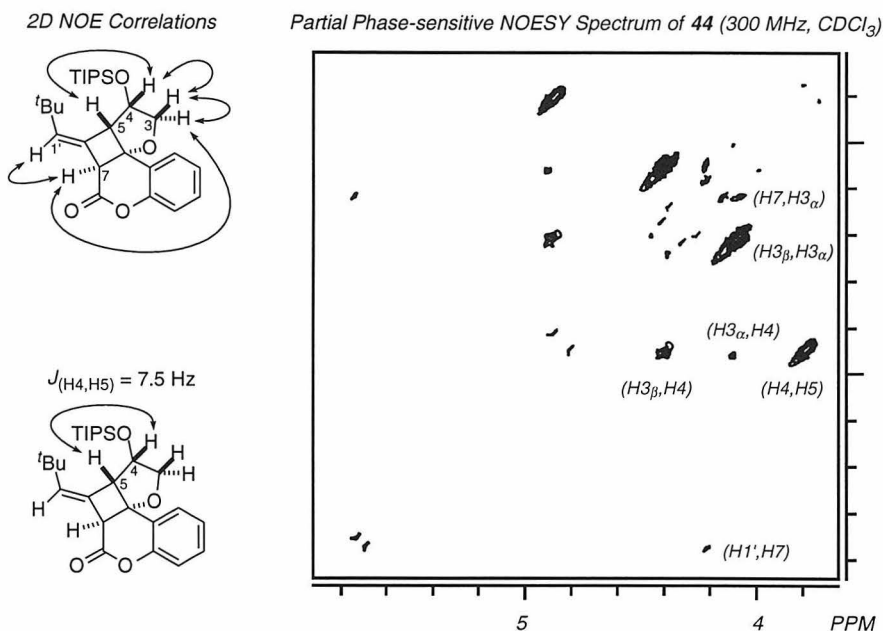 2D NOE Correlations
Partial Phase-sensitive NOESY Spectrum of 44 (300 MHz, CDCl3)
TIPSO
H
H
H
H
tBu
4
3
5
O
H
1'
H
7
O
O
(H7,H3α)
(H3β,H3α)
(H3α,H4)
(H3β,H4)
(H4,H5)
(H1',H7)
J(H4,H5) = 7.5 Hz
TIPSO
H
H
H
H
tBu
4
5
O
H
H
O
O
5
4
PPM